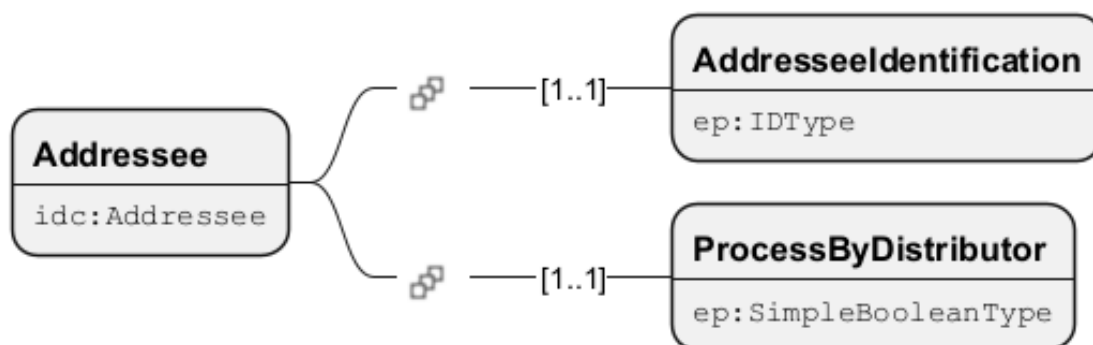 Addressee
idc:Addressee
[1..1]
AddresseeIdentification
ep:IDType
[1..1]
ProcessByDistributor
ep:SimpleBooleanType